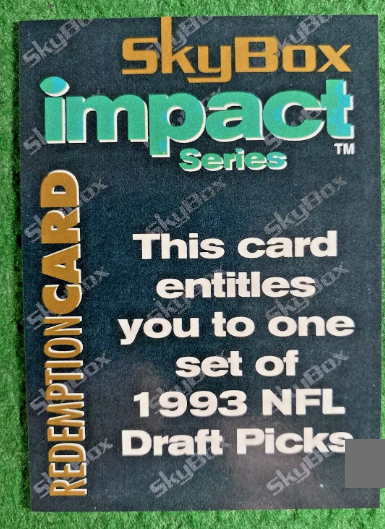 SkyBox
impact
Series
TM
REDEMPTION CARD
This card
entitles
you to one
set of
1993 NFL
Draft Picks